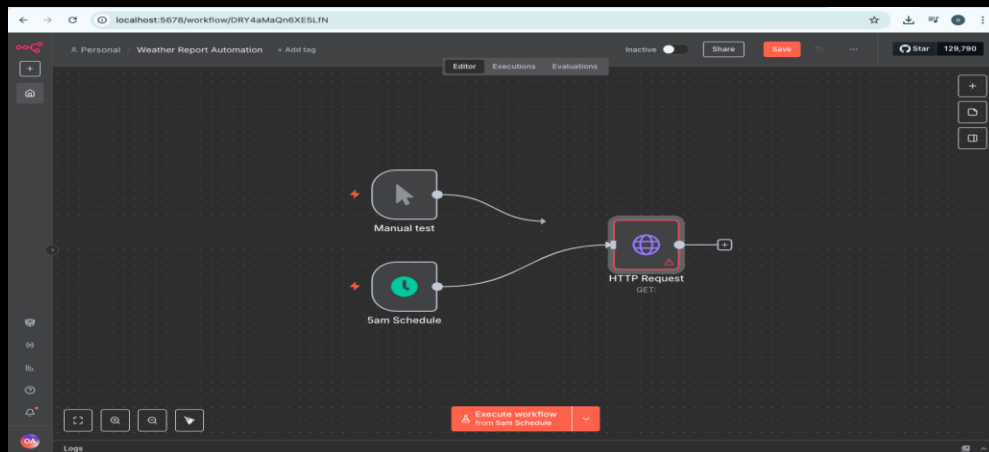 localhost:5678/workflow/DRY4aMaQn6XE5LfN
Personal / Weather Report Automation + Add tag
Inactive
Share
Save
...
Star 129,790
Editor Executions Evaluations
Manual test
HTTP Request
GET:
5am Schedule
Execute workflow
from 5am Schedule
OA
Logs